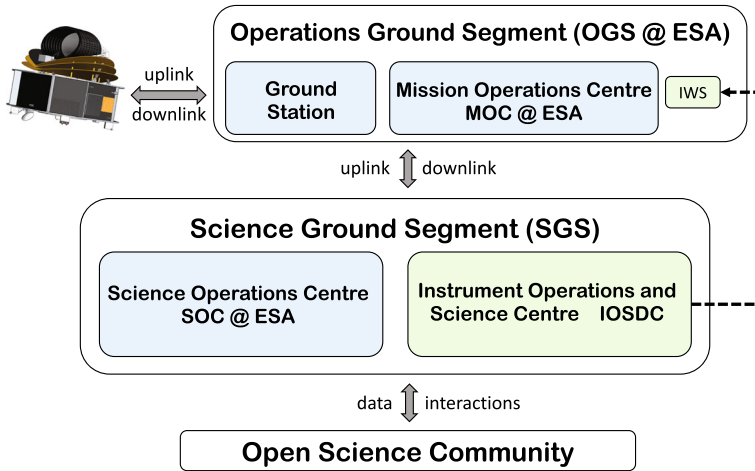 Operations Ground Segment (OGS @ ESA)
uplink
downlink
Ground
Station
Mission Operations Centre
MOC @ ESA
IWS
uplink downlink
Science Ground Segment (SGS)
Science Operations Centre
SOC @ ESA
Instrument Operations and
Science Centre IOSDC
data interactions
Open Science Community